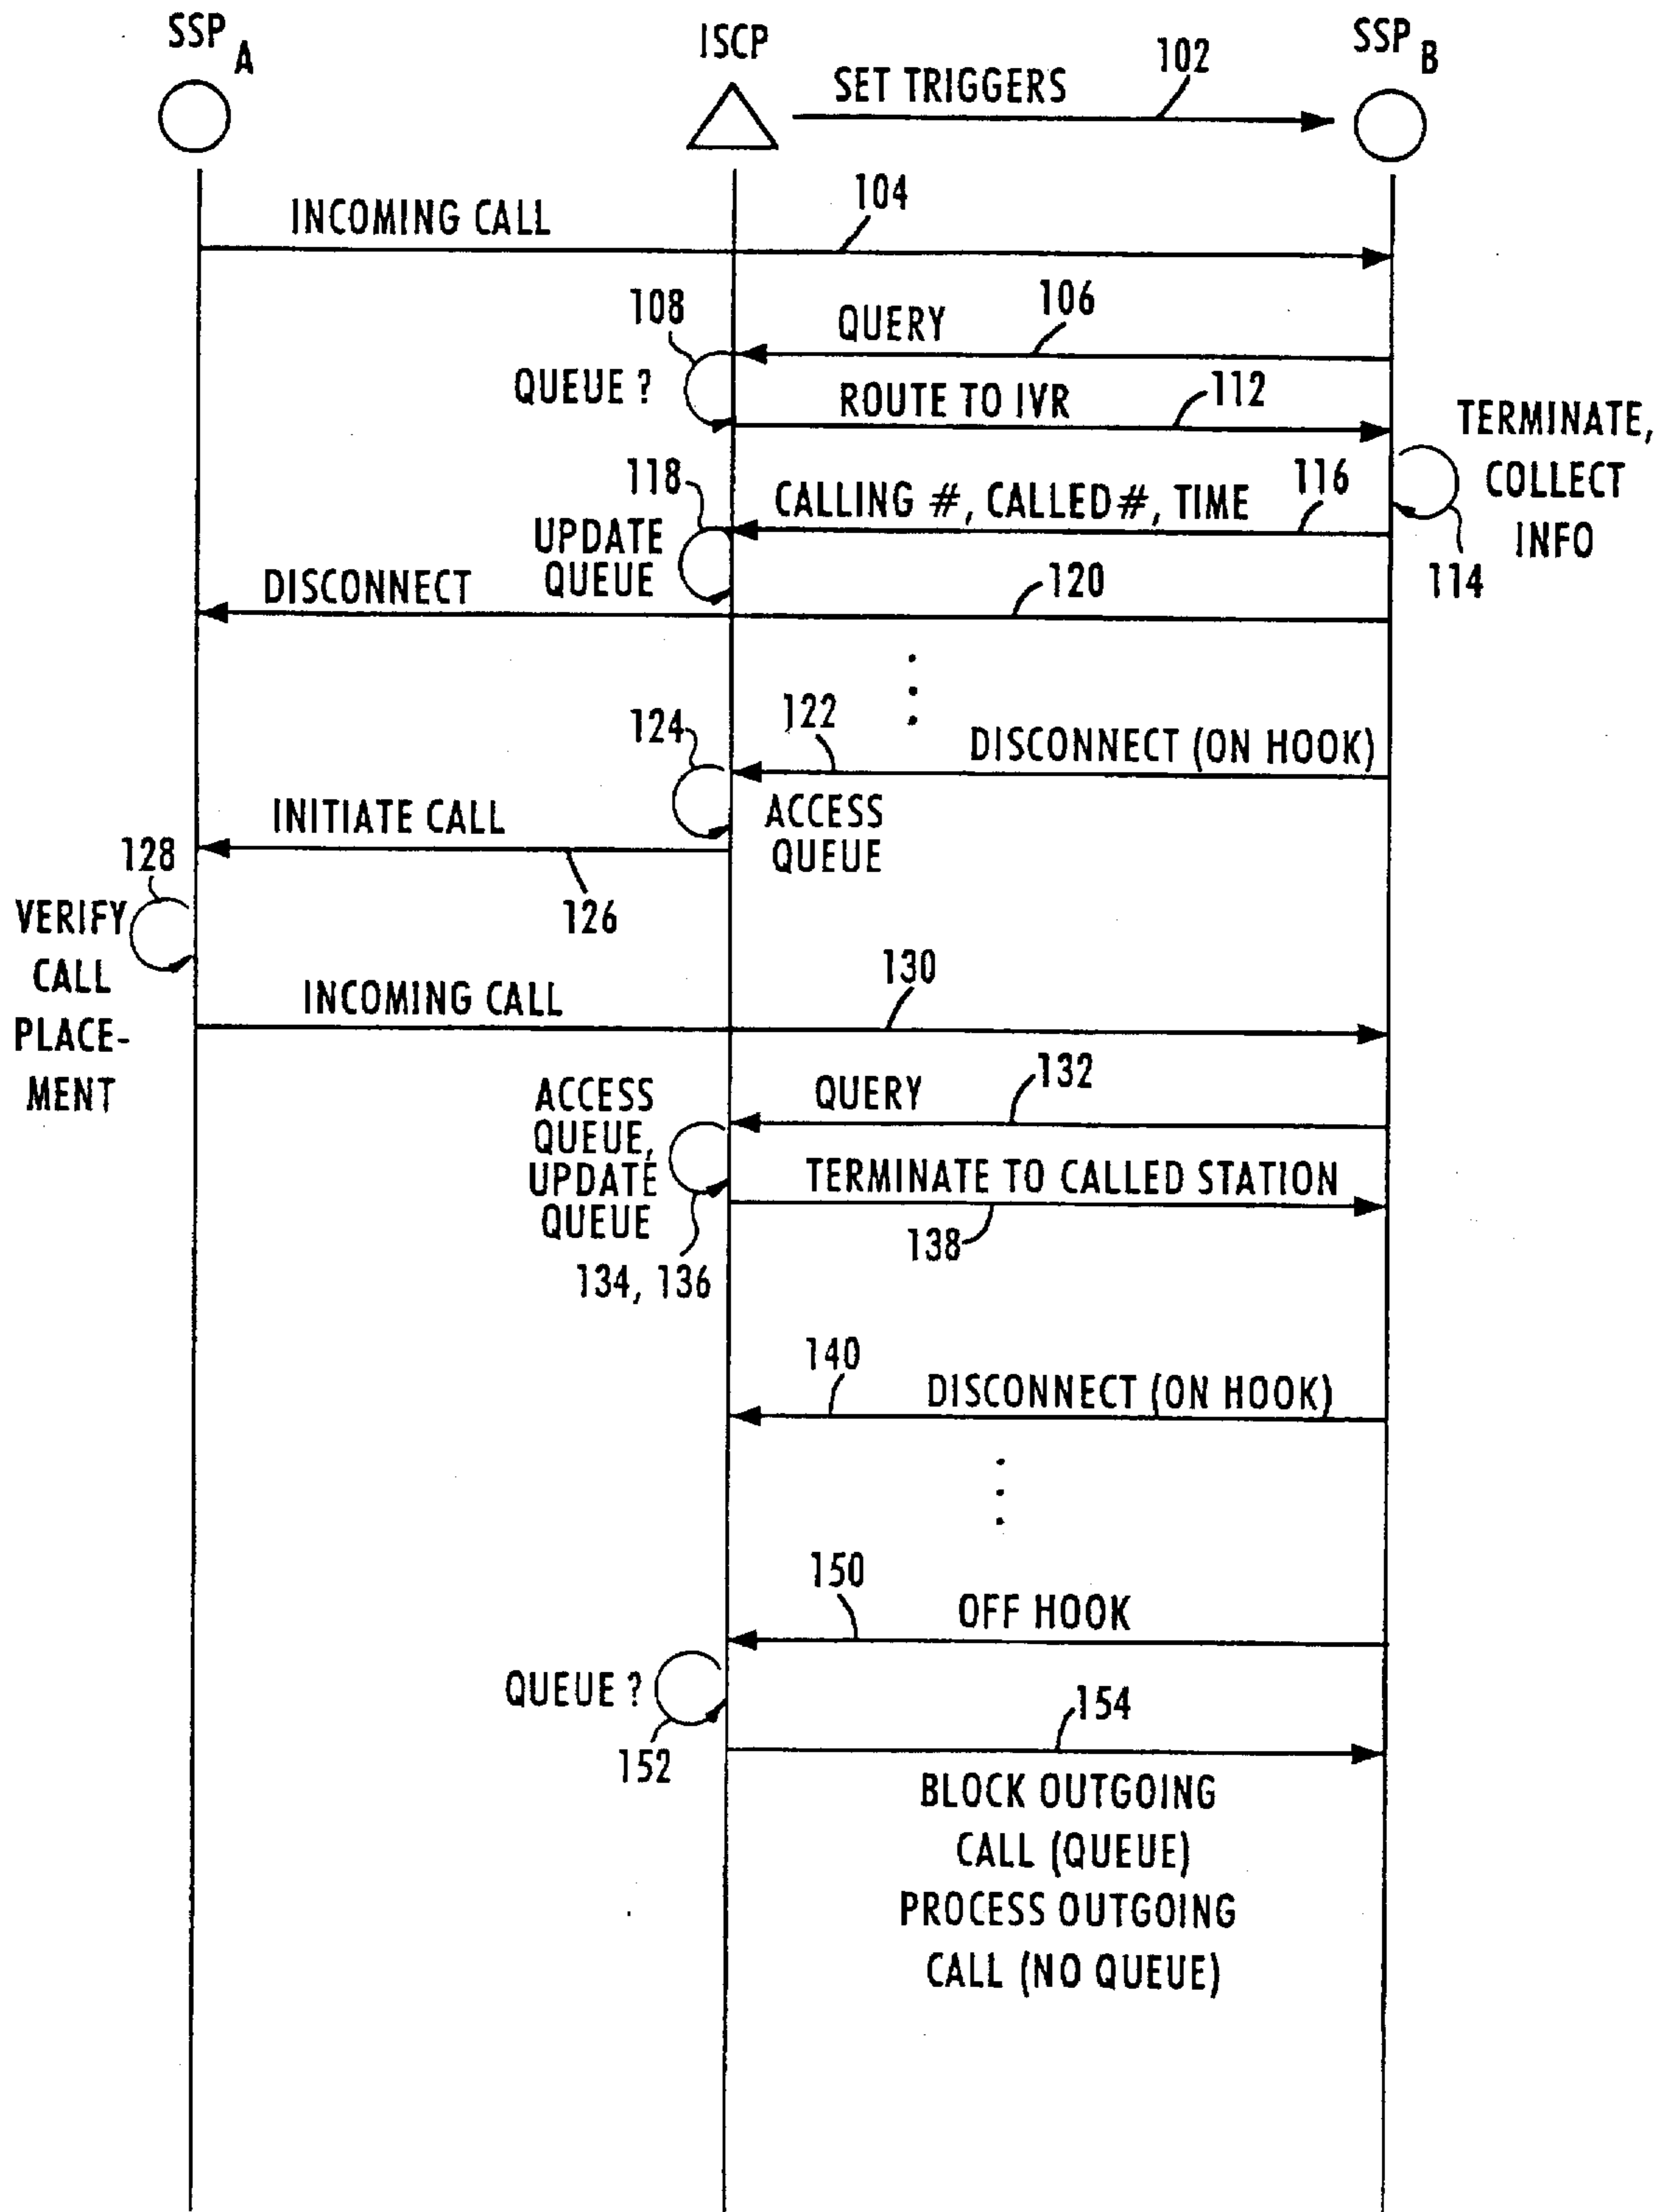 SSP A
ISCP
SSP B
SET TRIGGERS
102
INCOMING CALL
104
108
QUERY
106
QUEUE ?
ROUTE TO IVR
112
TERMINATE,
COLLECT
INFO
114
118
CALLING #, CALLED #, TIME
116
UPDATE
QUEUE
DISCONNECT
120
124
122
DISCONNECT (ON HOOK)
ACCESS
QUEUE
INITIATE CALL
126
128
VERIFY
CALL
PLACE-
MENT
INCOMING CALL
130
ACCESS
QUEUE,
UPDATE
QUEUE
134, 136
QUERY
132
TERMINATE TO CALLED STATION
138
140
DISCONNECT (ON HOOK)
150
OFF HOOK
QUEUE ?
152
154
BLOCK OUTGOING
CALL (QUEUE)
PROCESS OUTGOING
CALL (NO QUEUE)